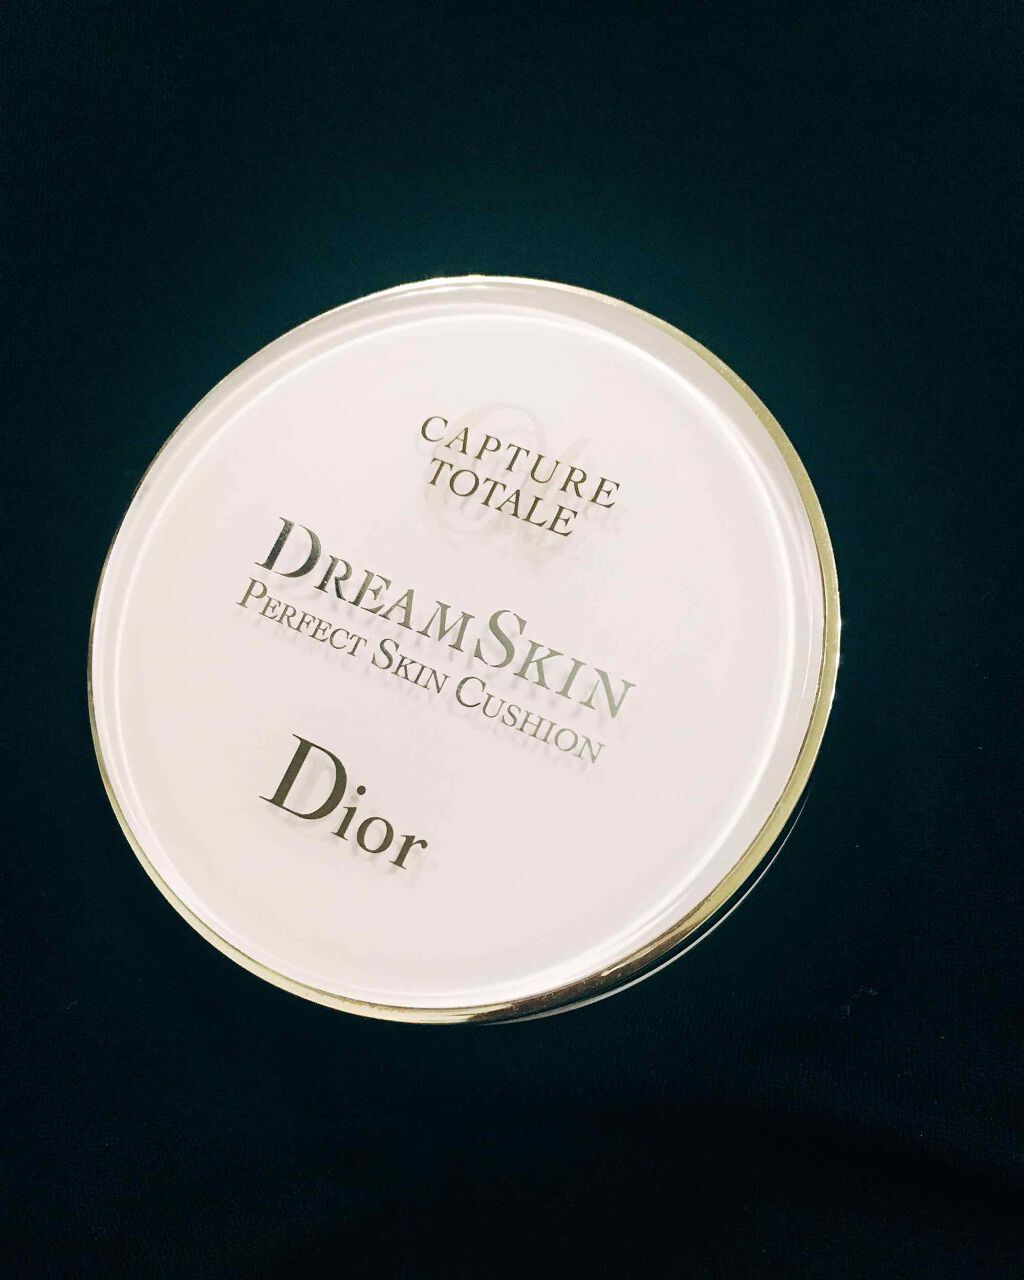 CAPTURE
TOTALE
DREAMSKIN
PERFECT SKIN CUSHION
Dior